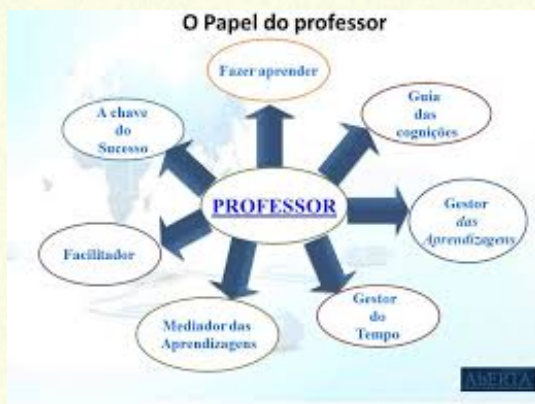 O Papel do professor
Fazer aprender
Guia
das
cognições
A chave
do
Sucesso
PROFESSOR
Gestor
das
Aprendizagens
Facilitador
Gestor
do
Tempo
Mediador das
Aprendizagens
AbERTA